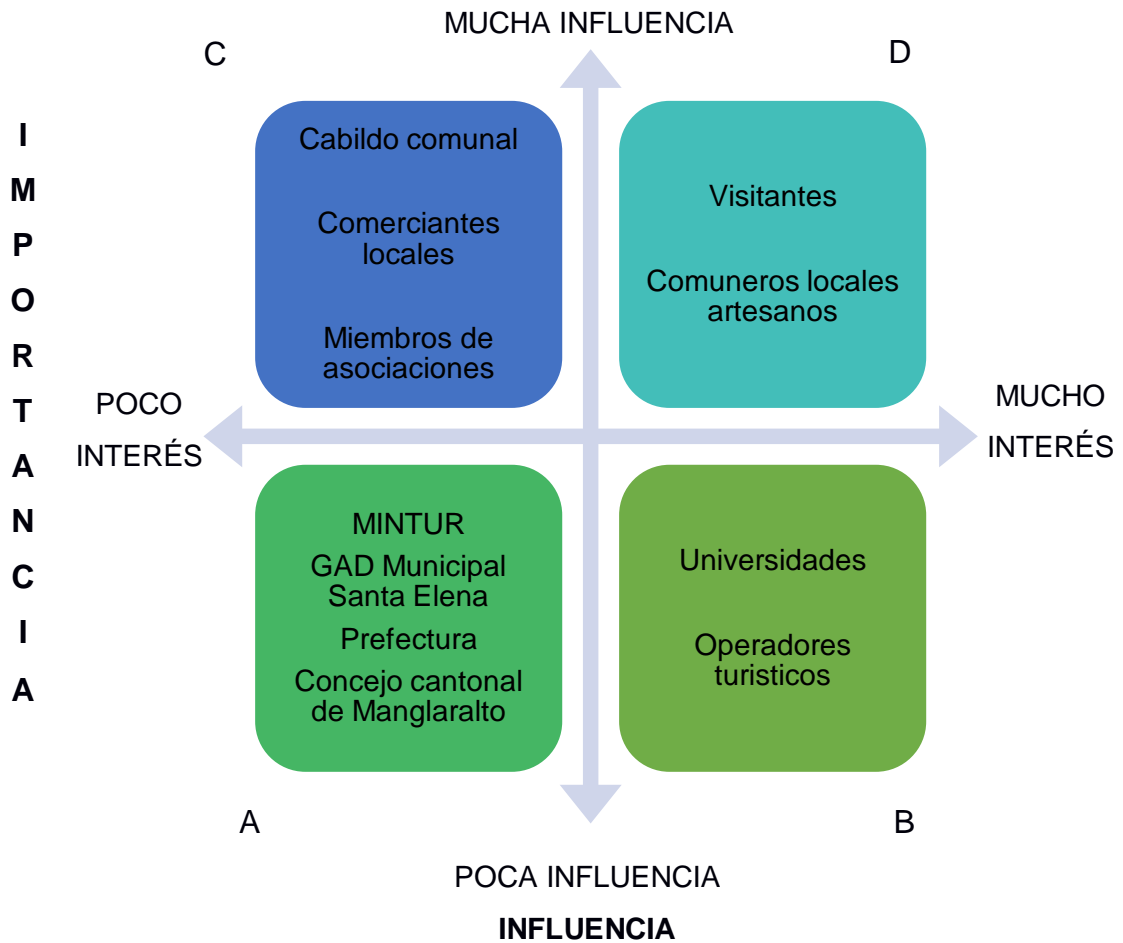 MUCHA INFLUENCIA
C
D
I
M
P
O
R
T
A
N
C
I
A
Cabildo comunal
Comerciantes
locales
Miembros de
asociaciones
Visitantes
Comuneros locales
artesanos
POCO
INTERÉS
MUCHO
INTERÉS
MINTUR
GAD Municipal
Santa Elena
Prefectura
Concejo cantonal
de Manglaralto
Universidades
Operadores
turisticos
A
B
POCA INFLUENCIA
INFLUENCIA